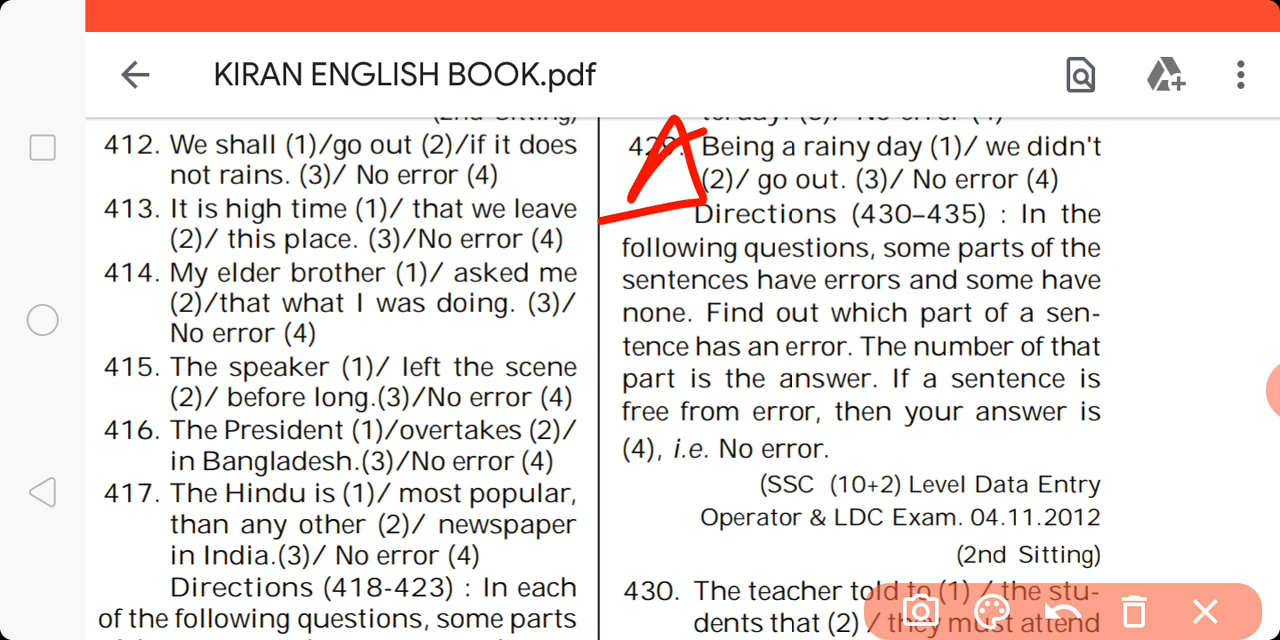 KIRAN ENGLISH BOOK.pdf
(2nd Sitting)
412. We shall (1)/go out (2)/if it does
not rains. (3)/ No error (4)
413. It is high time (1)/ that we leave
(2)/ this place. (3)/No error (4)
414. My elder brother (1)/ asked me
(2)/that what I was doing. (3)/
No error (4)
415. The speaker (1)/ left the scene
(2)/ before long.(3)/No error (4)
416. The President (1)/overtakes (2)/
in Bangladesh.(3)/No error (4)
417. The Hindu is (1)/ most popular,
than any other (2)/ newspaper
in India.(3)/ No error (4)
Directions (418-423) : In each
of the following questions, some parts
No error (4)
429. Being a rainy day (1)/ we didn't
(2)/ go out. (3)/ No error (4)
Directions (430–435) : In the
following questions, some parts of the
sentences have errors and some have
none. Find out which part of a sen-
tence has an error. The number of that
part is the answer. If a sentence is
free from error, then your answer is
(4), i.e. No error.
(SSC (10+2) Level Data Entry
Operator & LDC Exam. 04.11.2012
(2nd Sitting)
430. The teacher told to (1) / the stu-
dents that (2) / they must attend